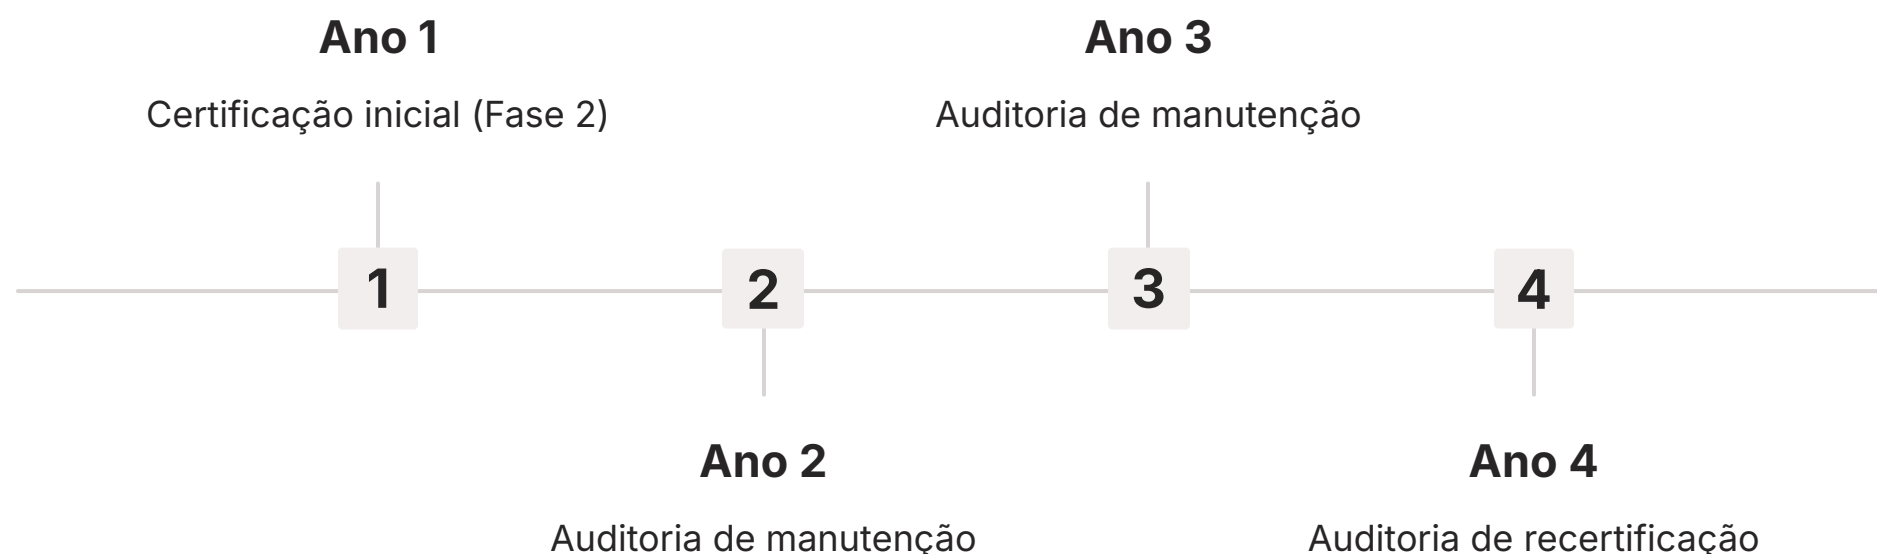 Ano 1
Certificação inicial (Fase 2)
Ano 3
Auditoria de manutenção
1
2
3
4
Ano 2
Auditoria de manutenção
Ano 4
Auditoria de recertificação